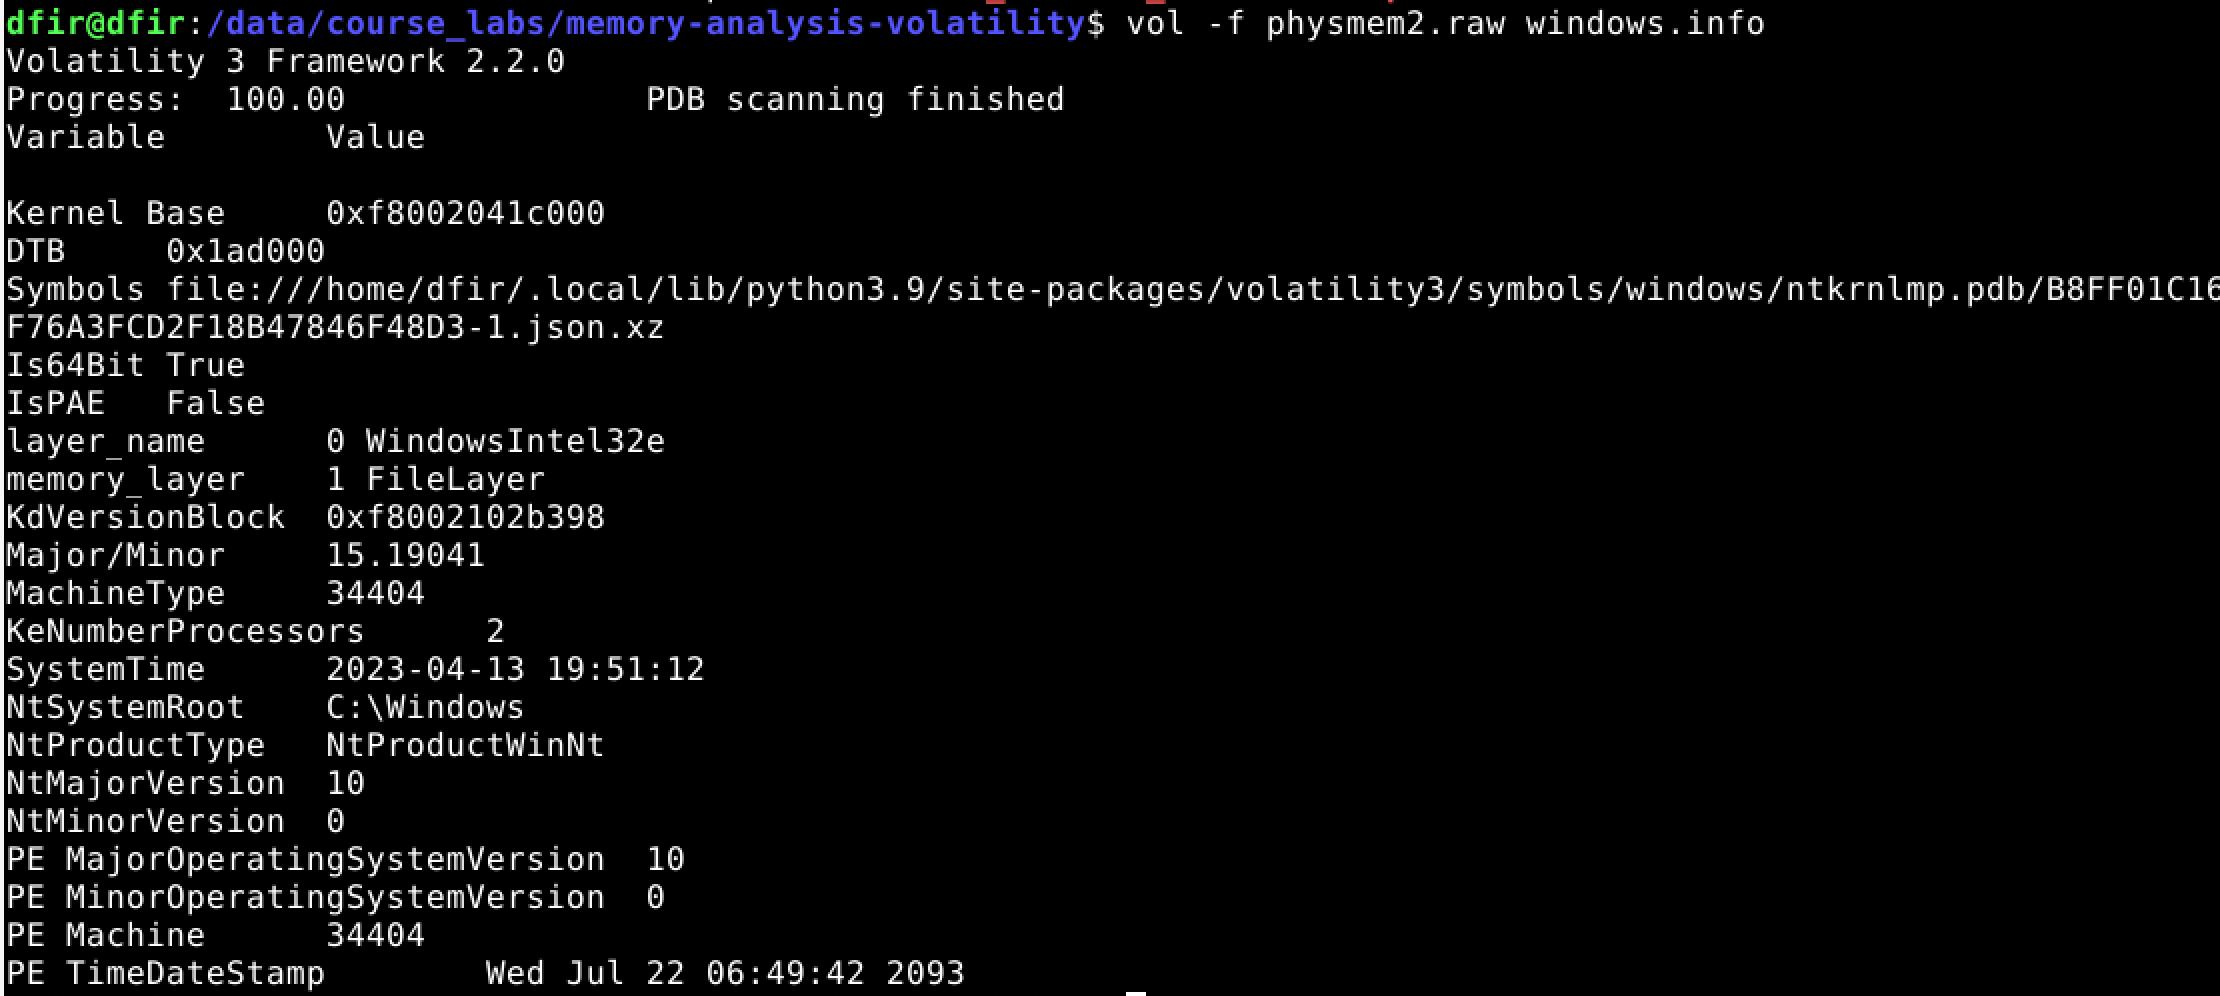 dfir@dfir:/data/course_labs/memory-analysis-volatility$ vol -f physmem2.raw windows.info
Volatility 3 Framework 2.2.0
Progress:  100.00               PDB scanning finished
Variable        Value

Kernel Base     0xf8002041c000
DTB     0x1ad000
Symbols file:///home/dfir/.local/lib/python3.9/site-packages/volatility3/symbols/windows/ntkrnlmp.pdb/B8FF01C16
F76A3FCD2F18B47846F48D3-1.json.xz
Is64Bit True
IsPAE   False
layer_name      0 WindowsIntel32e
memory_layer    1 FileLayer
KdVersionBlock  0xf8002102b398
Major/Minor     15.19041
MachineType     34404
KeNumberProcessors      2
SystemTime      2023-04-13 19:51:12
NtSystemRoot    C:\Windows
NtProductType   NtProductWinNt
NtMajorVersion  10
NtMinorVersion  0
PE MajorOperatingSystemVersion  10
PE MinorOperatingSystemVersion  0
PE Machine      34404
PE TimeDateStamp        Wed Jul 22 06:49:42 2093